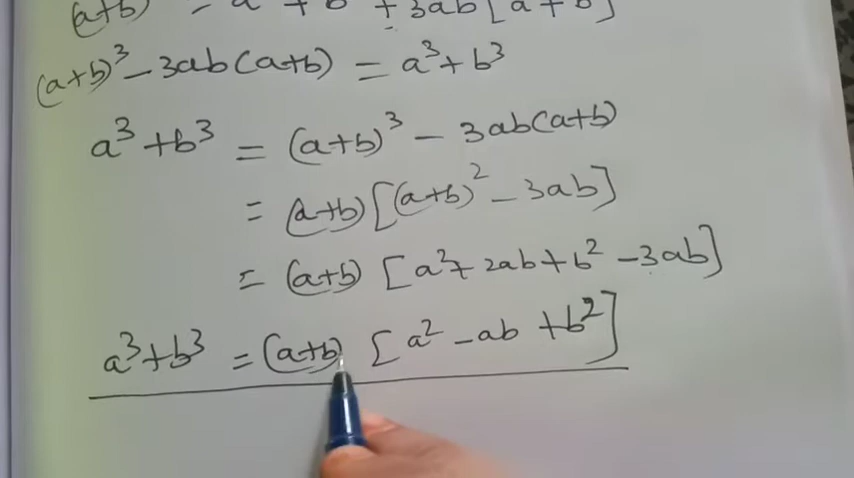 (a+b) = a + b + 3ab[a+b]
(a+b)³ - 3ab(a+b) = a³+b³
a³+b³ = (a+b)³ - 3ab(a+b)
= (a+b)[(a+b)² - 3ab]
= (a+b) [a²+2ab+b²-3ab]
a³+b³ = (a+b) [a²-ab+b²]